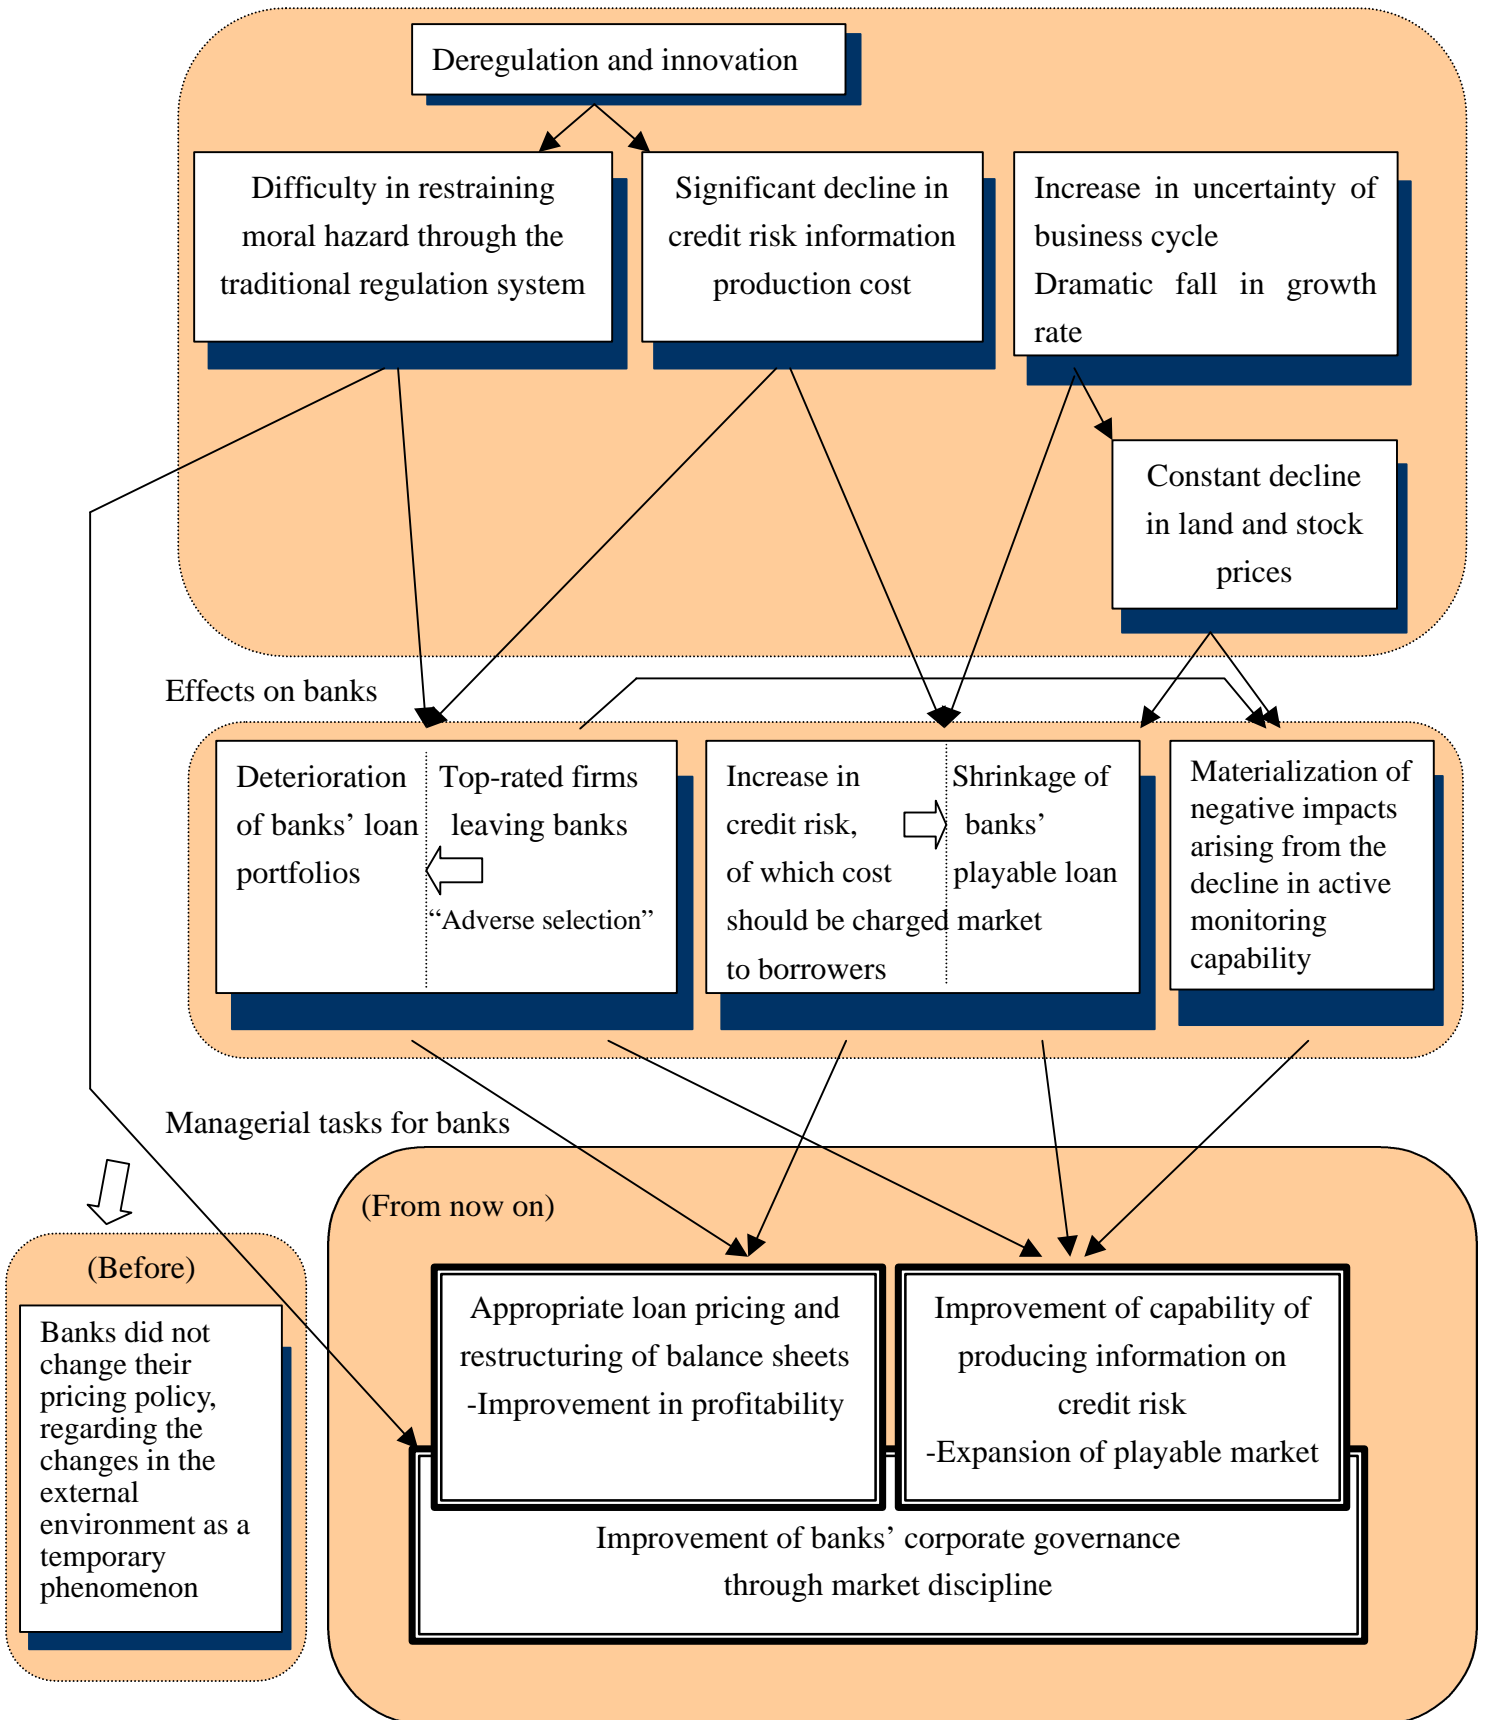 Deregulation and innovation
Difficulty in restraining
moral hazard through the
traditional regulation system
Significant decline in
credit risk information
production cost
Increase in uncertainty of
business cycle
Dramatic fall in growth
rate
Constant decline
in land and stock
prices
Effects on banks
Deterioration
of banks’ loan
portfolios
Top-rated firms
leaving banks
“Adverse selection”
Increase in
credit risk,
of which cost
should be charged
to borrowers
Shrinkage of
banks’
playable loan
market
Materialization of
negative impacts
arising from the
decline in active
monitoring
capability
Managerial tasks for banks
(Before)
Banks did not
change their
pricing policy,
regarding the
changes in the
external
environment as a
temporary
phenomenon
(From now on)
Appropriate loan pricing and
restructuring of balance sheets
-Improvement in profitability
Improvement of capability of
producing information on
credit risk
-Expansion of playable market
Improvement of banks’ corporate governance
through market discipline